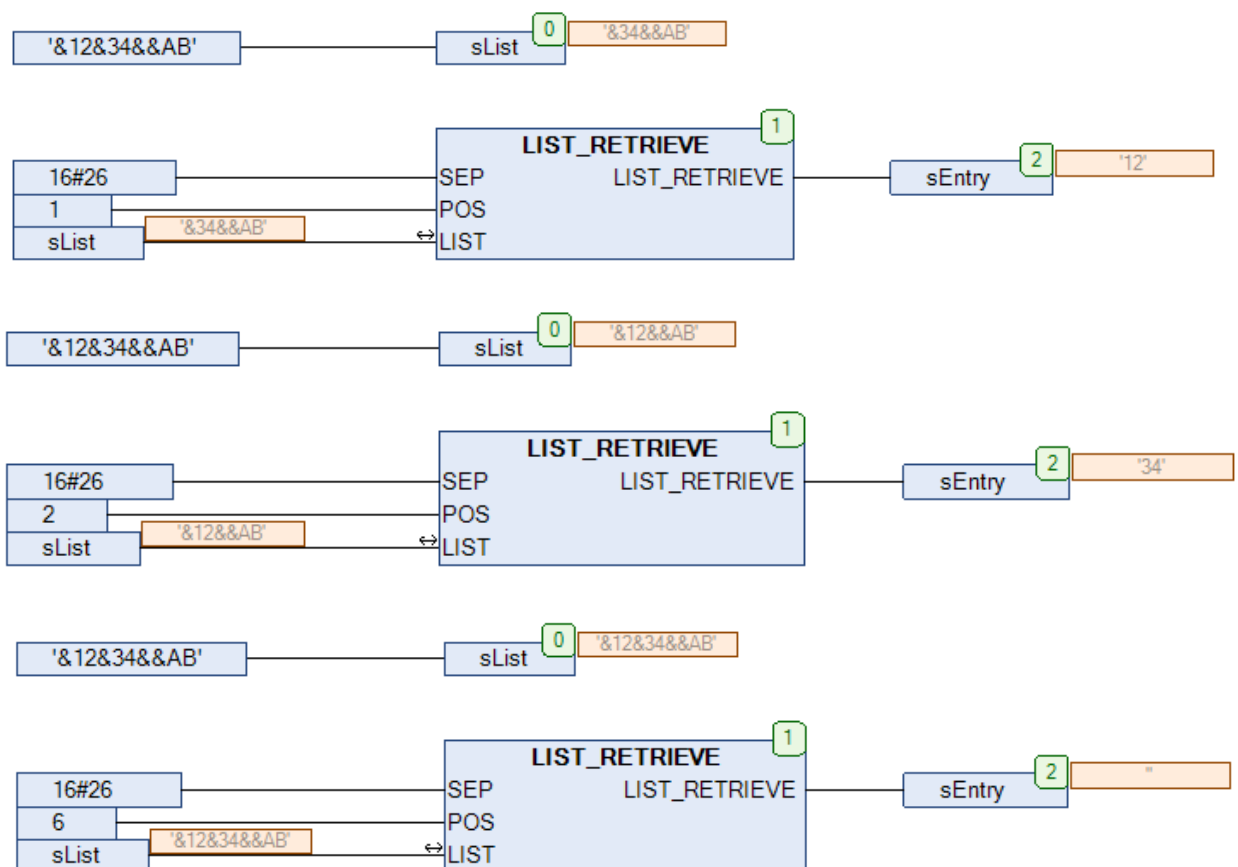 '&12&34&&AB' sList 0 '&34&&AB'
1
LIST_RETRIEVE
16#26 SEP LIST_RETRIEVE sEntry 2 '12'
1 POS
sList '&34&&AB' LIST
'&12&34&&AB' sList 0 '&12&&AB'
1
LIST_RETRIEVE
16#26 SEP LIST_RETRIEVE sEntry 2 '34'
2 POS
sList '&12&&AB' LIST
'&12&34&&AB' sList 0 '&12&34&&AB'
1
LIST_RETRIEVE
16#26 SEP LIST_RETRIEVE sEntry 2 ''
6 POS
sList '&12&34&&AB' LIST